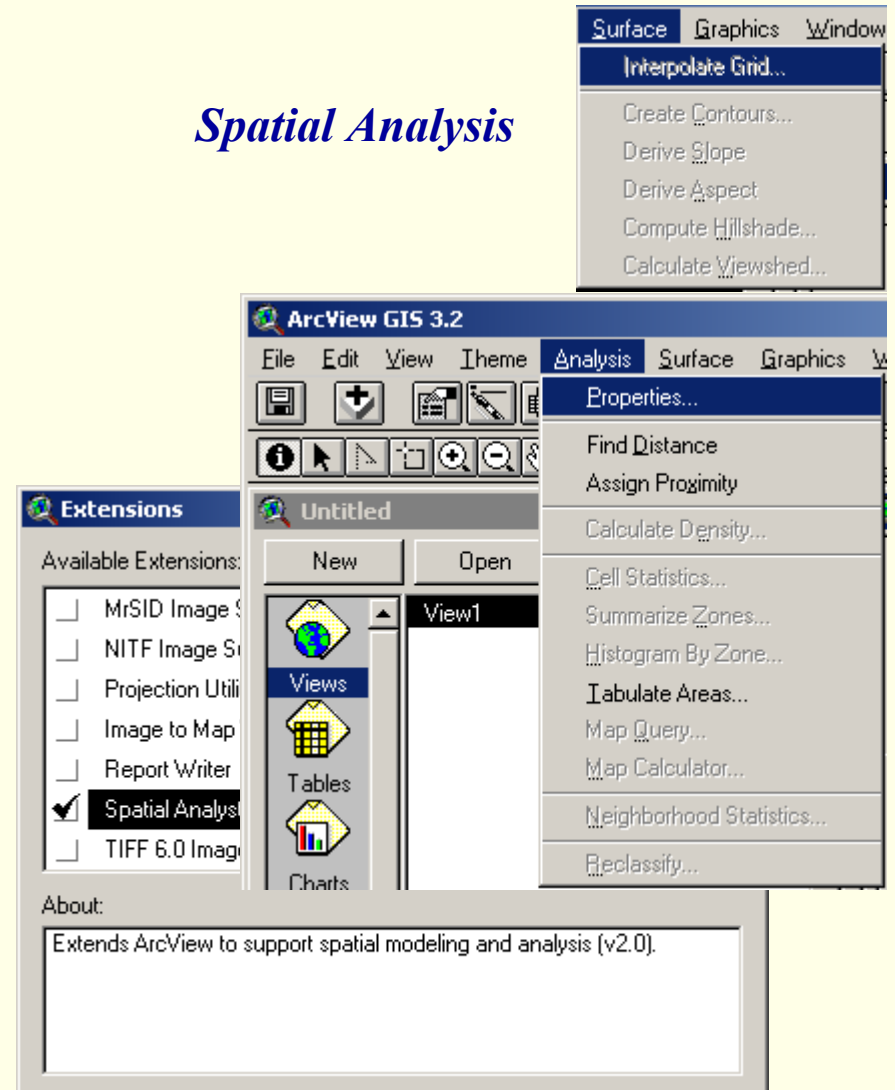 Spatial Analysis
Surface Graphics Window
Interpolate Grid...
Create Contours...
Derive Slope
Derive Aspect
Compute Hillshade...
Calculate Viewshed...
ArcView GIS 3.2
File Edit View Theme Analysis Surface Graphics W
Properties...
Find Distance
Assign Proximity
Calculate Density...
Cell Statistics...
Summarize Zones...
Histogram By Zone...
Tabulate Areas...
Map Query...
Map Calculator...
Neighborhood Statistics...
Reclassify...
Untitled
New Open
View1
Views
Tables
Charts
Extensions
Available Extensions:
MrSID Image S
NITF Image Su
Projection Utili
Image to Map
Report Writer
Spatial Analyst
TIFF 6.0 Imag
About:
Extends ArcView to support spatial modeling and analysis (v2.0).